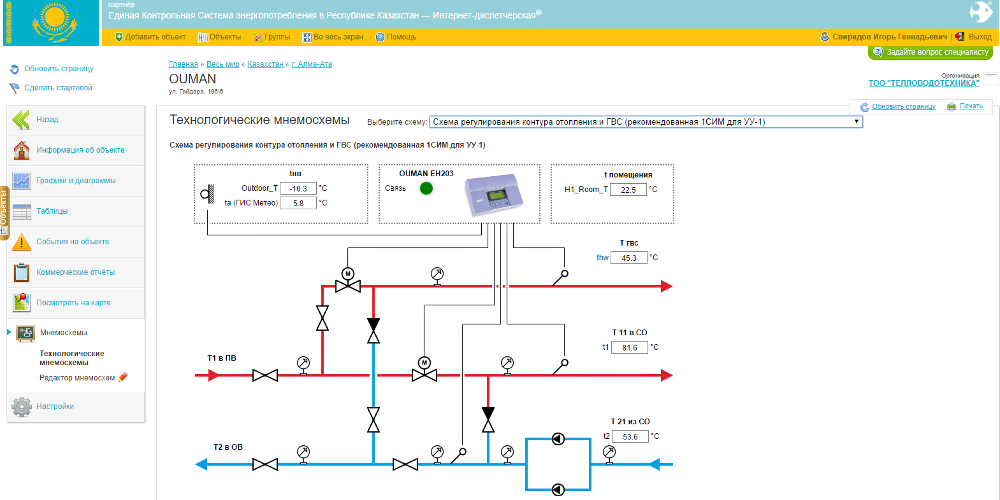 партнёр
Единая Контрольная Система энергопотребления в Республике Казахстан — Интернет-диспетчерская®
Добавить объект
Объекты
Группы
Во весь экран
Помощь
Свиридов Игорь Геннадьевич | Выход
Задайте вопрос специалисту
Обновить страницу
Сделать стартовой
Главная Весь мир Казахстан г. Алма-Ата
OUMAN
ул. Гайдара, 196\6
Организация
ТОО "ТЕПЛОВОДОТЕХНИКА"
Обновить страницу
Печать
Назад
Информация об объекте
Графики и диаграммы
Таблицы
События на объекте
Коммерческие отчёты
Посмотреть на карте
Мнемосхемы
Технологические
мнемосхемы
Редактор мнемосхем
Настройки
Объекты
Технологические мнемосхемы
Выберите схему: Схема регулирования контура отопления и ГВС (рекомендованная 1СИМ для УУ-1)
Схема регулирования контура отопления и ГВС (рекомендованная 1СИМ для УУ-1)
tнв
Outdoor_T -10.3 °C
ta (ГИС Метео) 5.8 °C
OUMAN EH203
Связь
t помещения
H1_Room_T 22.5 °C
Т гвс
thw 45.3 °C
M
Т 11 в СО
t1 81.6 °C
Т1 в ПВ
M
Т 21 из СО
t2 53.6 °C
Т2 в ОВ